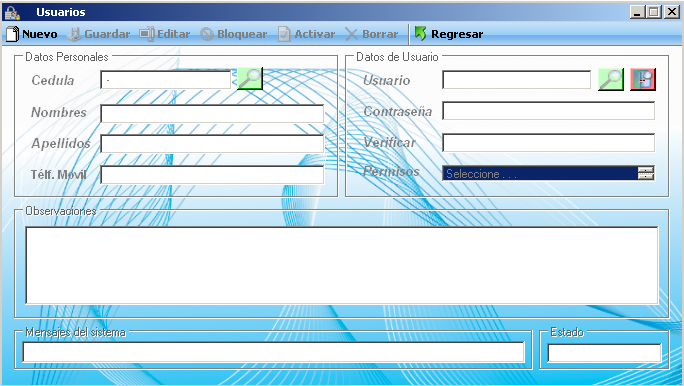 Usuarios
Nuevo Guardar Editar Bloquear Activar Borrar Regresar
Datos Personales
Cedula -
Nombres
Apellidos
Télf. Movil
Datos de Usuario
Usuario
Contraseña
Verificar
Permisos Seleccione . . .
Observaciones
Mensajes del sistema
Estado